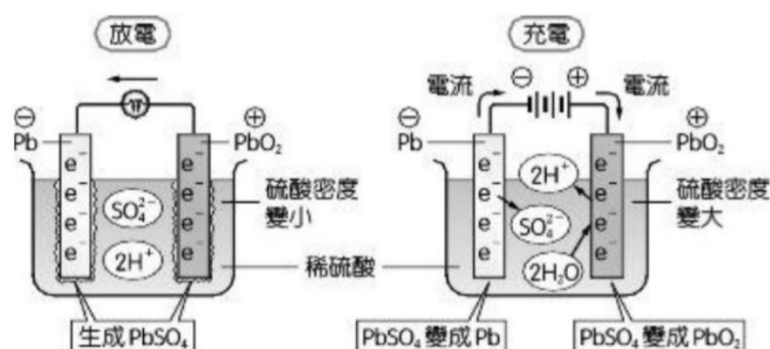 放電
⊖
Pb
⊕
PbO₂
e⁻
e⁻
e⁻
e⁻
e⁻
e⁻
e⁻
e⁻
SO₄²⁻
2H⁺
硫酸密度
變小
稀硫酸
生成 PbSO₄
充電
電流
⊖
⊕
電流
⊖
Pb
⊕
PbO₂
e⁻
e⁻
e⁻
e⁻
e⁻
e⁻
e⁻
e⁻
2H⁺
SO₄²⁻
2H₂O
硫酸密度
變大
PbSO₄ 變成 Pb
PbSO₄ 變成 PbO₂